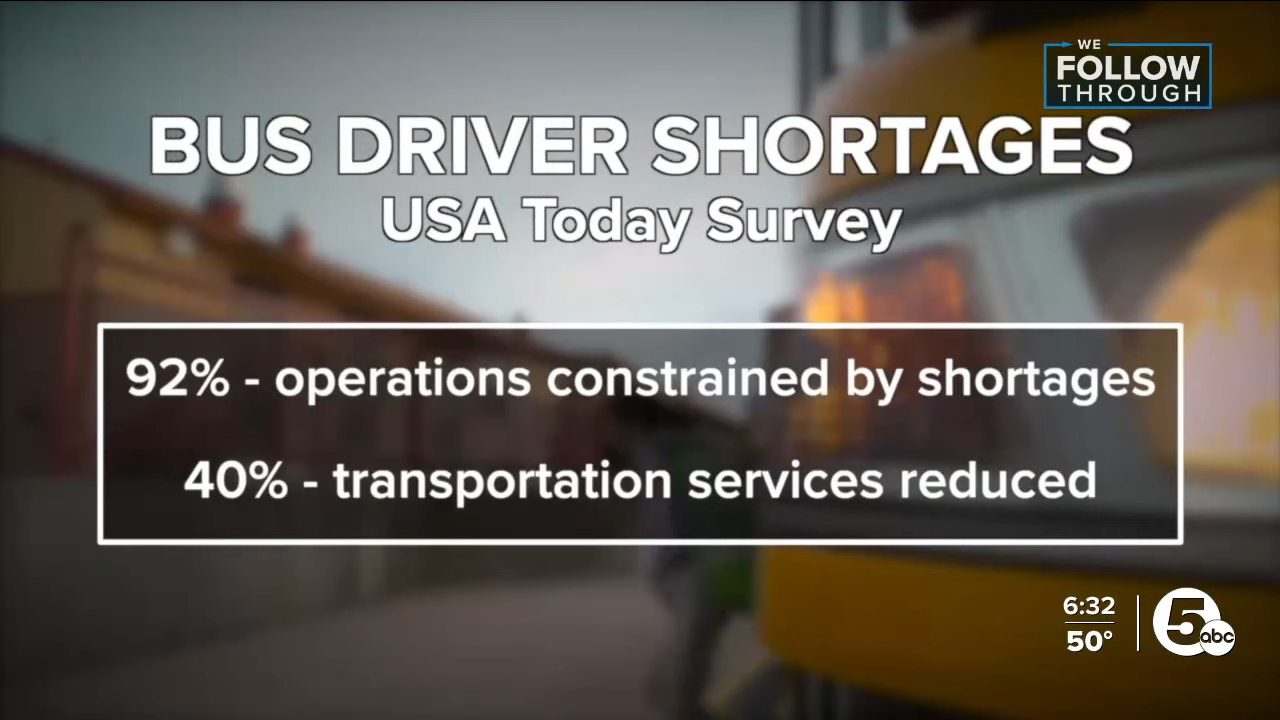 WE
FOLLOW
THROUGH
BUS DRIVER SHORTAGES
USA Today Survey
92% - operations constrained by shortages
40% - transportation services reduced
6:32
50°
5
abc